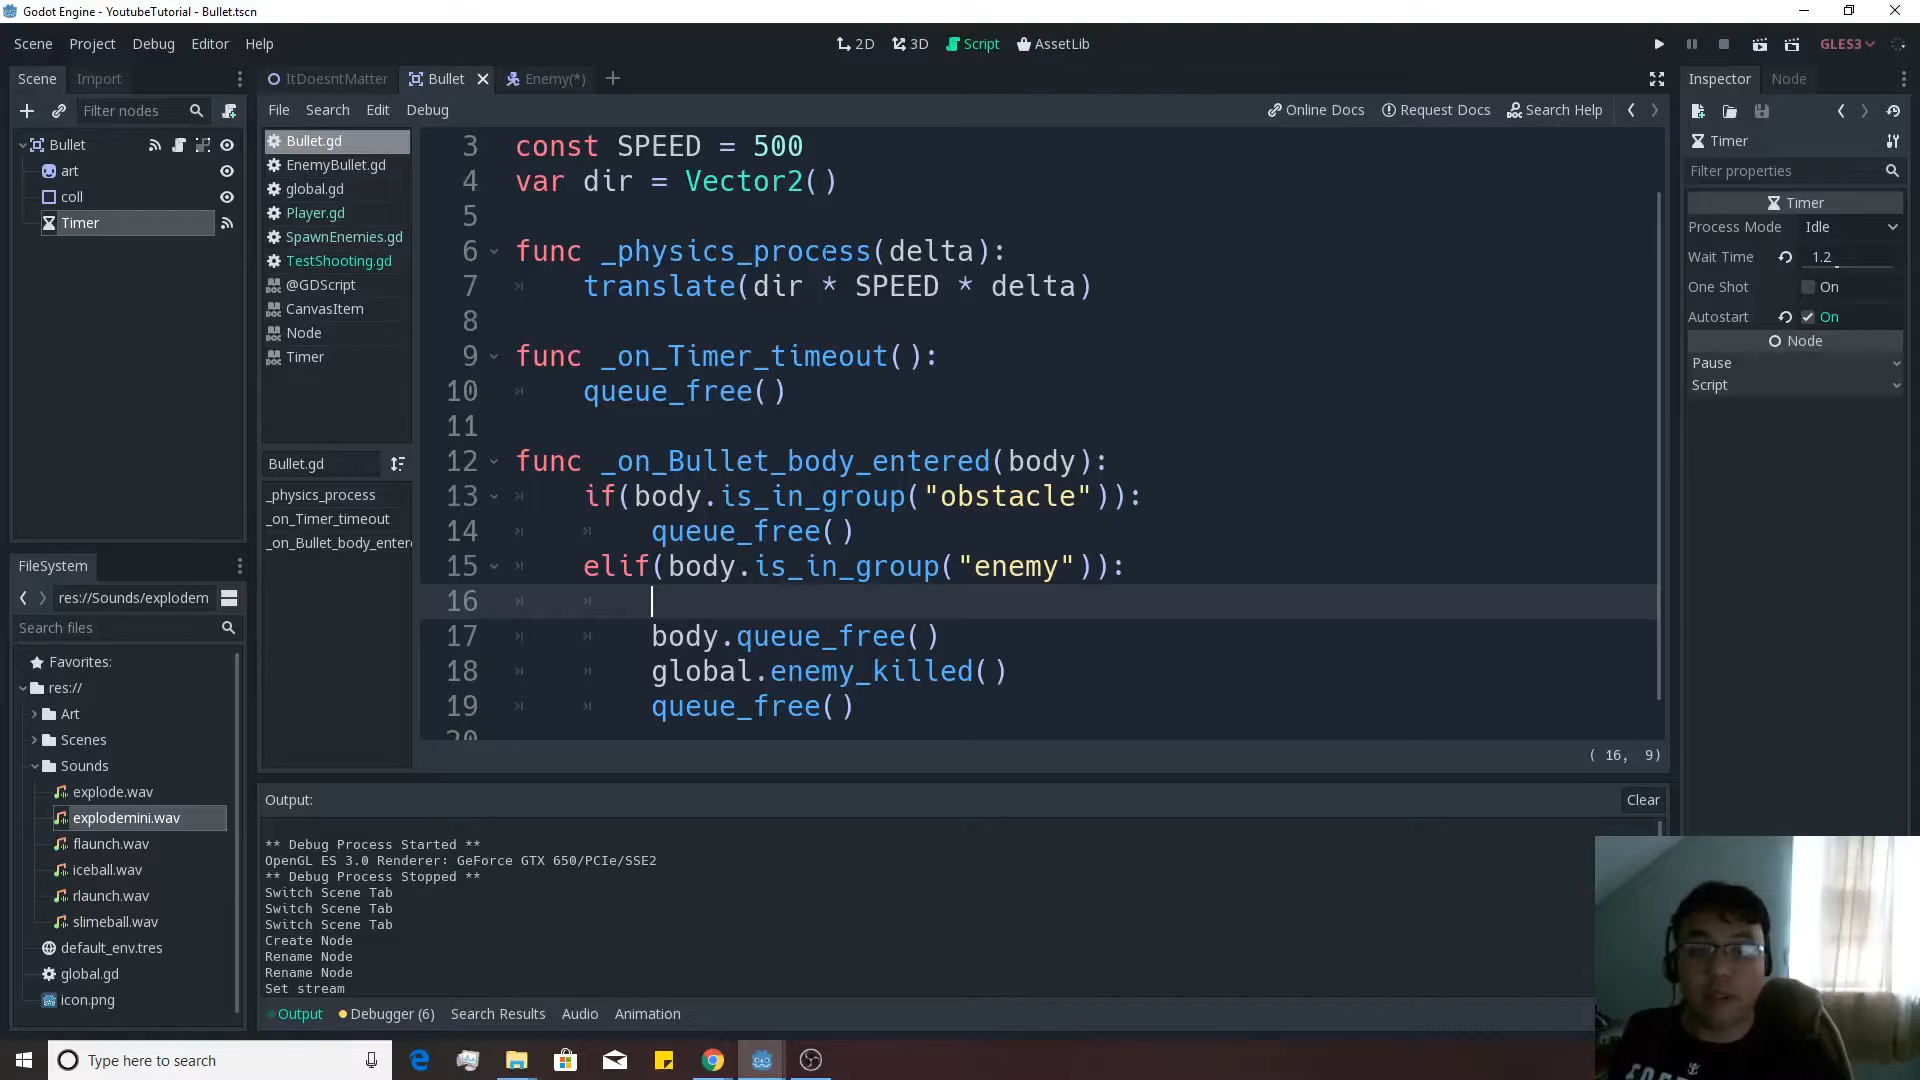 Godot Engine - YoutubeTutorial - Bullet.tscn
Scene Project Debug Editor Help
2D 3D Script AssetLib
GLES3
Scene Import
Filter nodes
Bullet
art
coll
Timer
FileSystem
res://Sounds/explodem
Search files
Favorites:
res://
Art
Scenes
Sounds
explode.wav
explodemini.wav
flaunch.wav
iceball.wav
rlaunch.wav
slimeball.wav
default_env.tres
global.gd
icon.png
ItDoesntMatter Bullet Enemy(*)
File Search Edit Debug
Online Docs Request Docs Search Help
Bullet.gd
EnemyBullet.gd
global.gd
Player.gd
SpawnEnemies.gd
TestShooting.gd
@GDScript
CanvasItem
Node
Timer
Bullet.gd
_physics_process
_on_Timer_timeout
_on_Bullet_body_enter
3 const SPEED = 500
4 var dir = Vector2()
5
6 func _physics_process(delta):
7 translate(dir * SPEED * delta)
8
9 func _on_Timer_timeout():
10 queue_free()
11
12 func _on_Bullet_body_entered(body):
13 if(body.is_in_group("obstacle")):
14 queue_free()
15 elif(body.is_in_group("enemy")):
16
17 body.queue_free()
18 global.enemy_killed()
19 queue_free()
20
( 16, 9)
Output:
Clear
** Debug Process Started **
OpenGL ES 3.0 Renderer: GeForce GTX 650/PCIe/SSE2
** Debug Process Stopped **
Switch Scene Tab
Switch Scene Tab
Switch Scene Tab
Create Node
Rename Node
Rename Node
Set stream
Output Debugger (6) Search Results Audio Animation
Inspector Node
Timer
Filter properties
Timer
Process Mode Idle
Wait Time 1.2
One Shot On
Autostart On
Node
Pause
Script
Type here to search